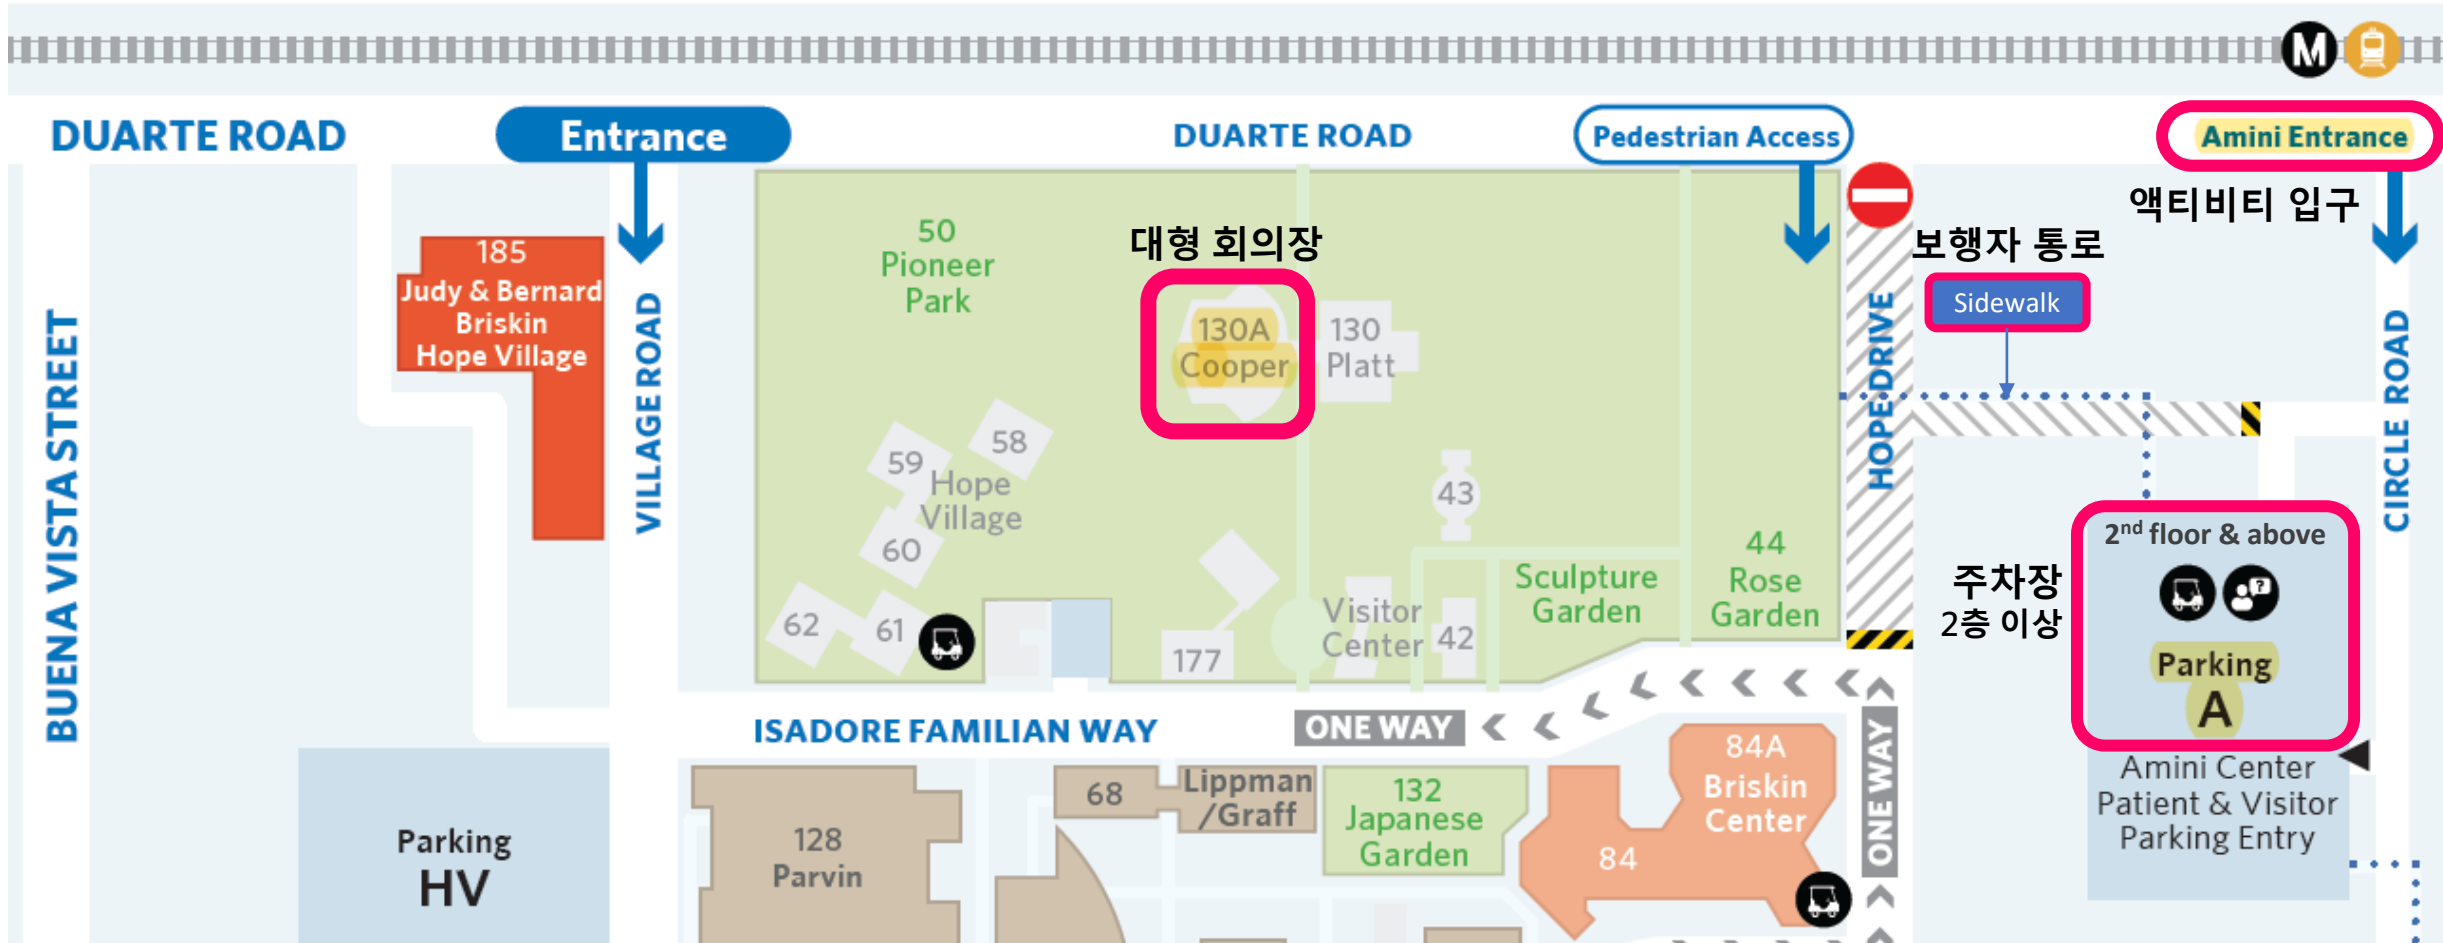 M
DUARTE ROAD
Entrance
DUARTE ROAD
Pedestrian Access
Amini Entrance
액티비티 입구
보행자 통로
Sidewalk
대형 회의장
130A
Cooper
130
Platt
50
Pioneer
Park
185
Judy & Bernard
Briskin
Hope Village
BUENA VISTA STREET
VILLAGE ROAD
HOPE DRIVE
CIRCLE ROAD
58
59
Hope
Village
60
62
61
43
177
Visitor
Center
42
Sculpture
Garden
44
Rose
Garden
2nd floor & above
주차장
2층 이상
?
Parking
A
Amini Center
Patient & Visitor
Parking Entry
ISADORE FAMILIAN WAY
ONE WAY
ONE WAY
Parking
HV
128
Parvin
68
Lippman
/Graff
132
Japanese
Garden
84A
Briskin
Center
84